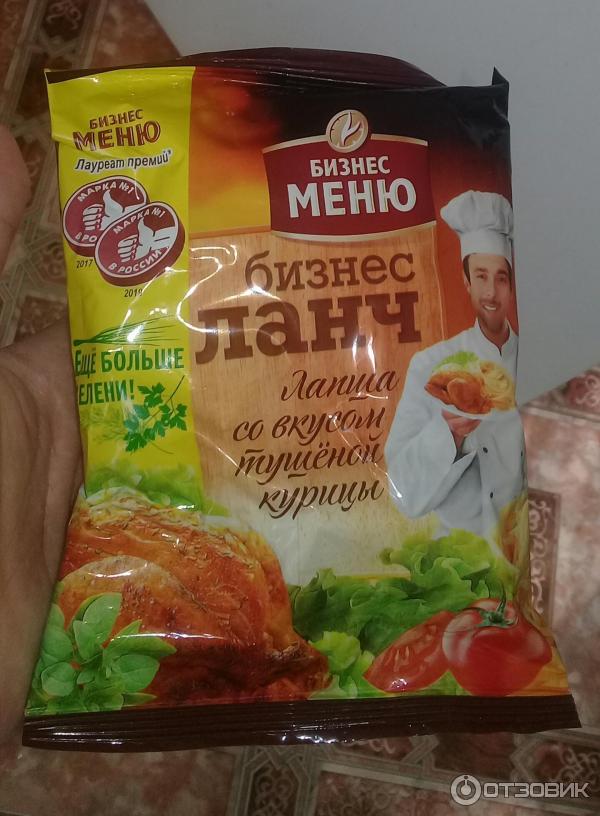 БИЗНЕС
МЕНЮ
Лауреат премий*
МАРКА №1
В РОССИИ
2017
МАРКА №1
В РОССИИ
ЕЩЁ БОЛЬШЕ
ЗЕЛЕНИ!
БИЗНЕС
МЕНЮ
бизнес
ланч
Лапша
со вкусом
тушёной
курицы
ОТЗОВИК